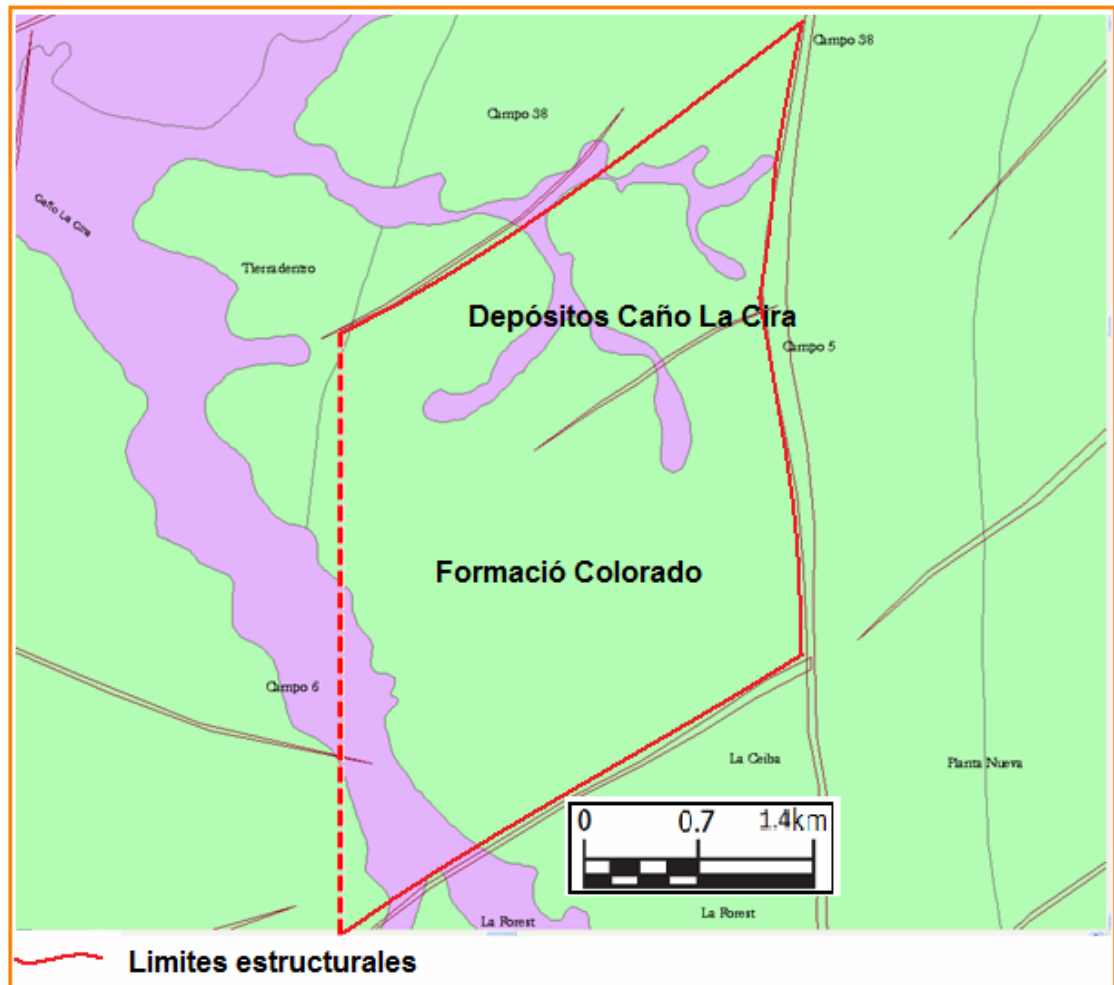 Campo 38
Campo 38
Caño La Cira
Tierradentro
Depósitos Caño La Cira
Campo 5
Formació Colorado
Campo 6
La Ceiba
Planta Nueva
0 0.7 1.4km
La Forest
La Forest
Limites estructurales